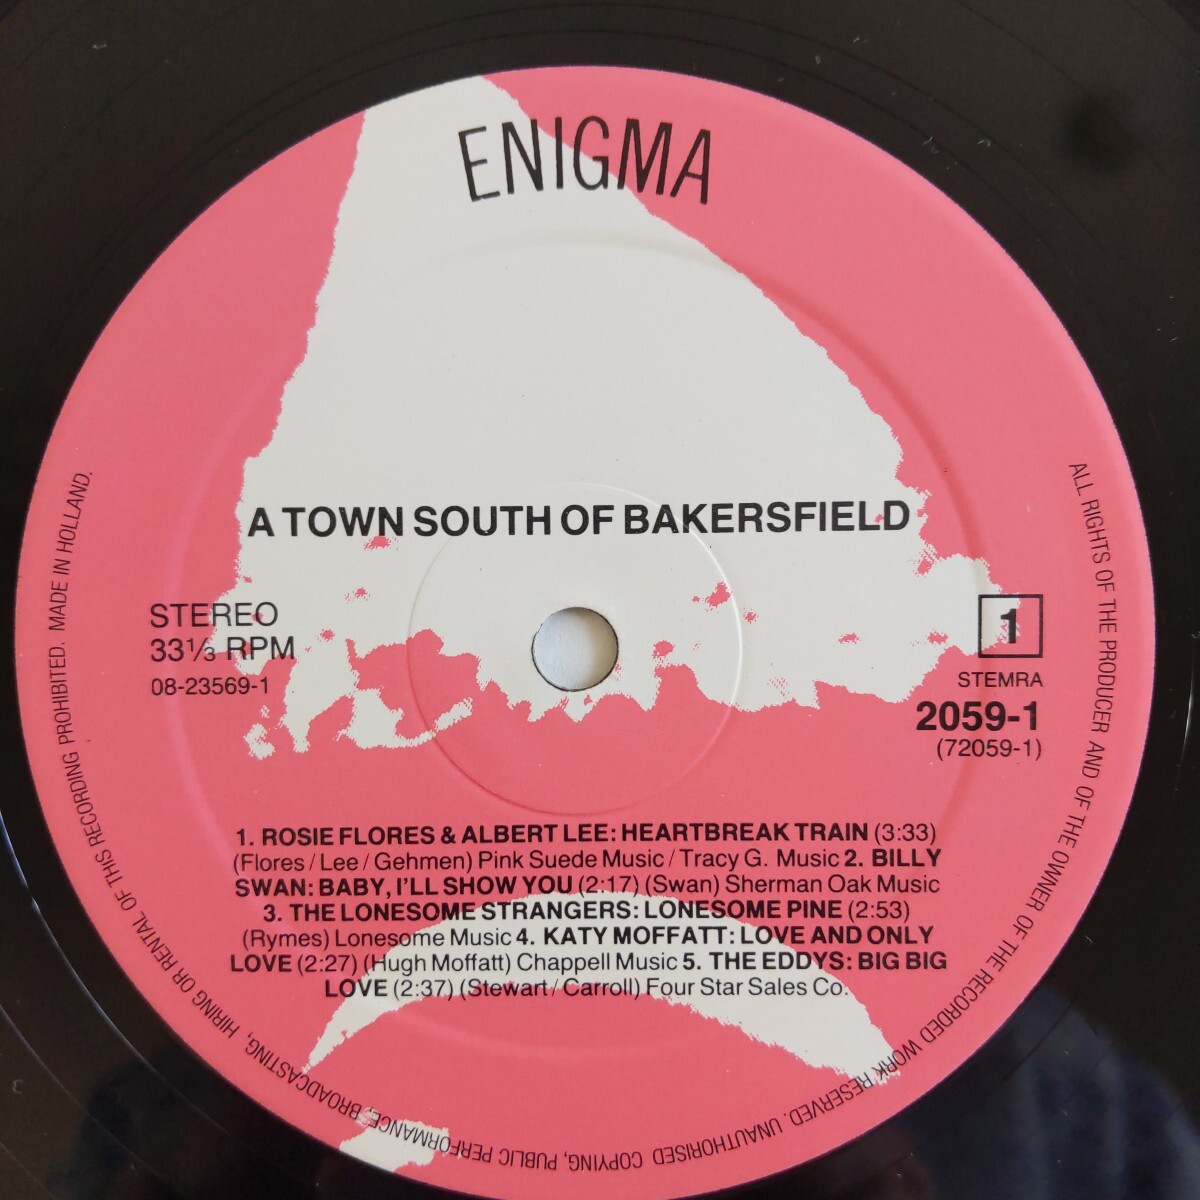 ENIGMA
A TOWN SOUTH OF BAKERSFIELD
STEREO
33⅓ RPM
08-23569-1
1
STEMRA
2059-1
(72059-1)
1. ROSIE FLORES & ALBERT LEE: HEARTBREAK TRAIN (3:33)
(Flores / Lee / Gehmen) Pink Suede Music / Tracy G. Music 2. BILLY
SWAN: BABY, I'LL SHOW YOU (2:17) (Swan) Sherman Oak Music
3. THE LONESOME STRANGERS: LONESOME PINE (2:53)
(Rymes) Lonesome Music 4. KATY MOFFATT: LOVE AND ONLY
LOVE (2:27) (Hugh Moffatt) Chappell Music 5. THE EDDYS: BIG BIG
LOVE (2:37) (Stewart / Carroll) Four Star Sales Co.
ALL RIGHTS OF THE PRODUCER AND OF THE OWNER OF THE RECORDED WORK RESERVED. UNAUTHORISED COPYING, PUBLIC PERFORMANCE, BROADCASTING, HIRING OR RENTAL OF THIS RECORDING PROHIBITED. MADE IN HOLLAND.